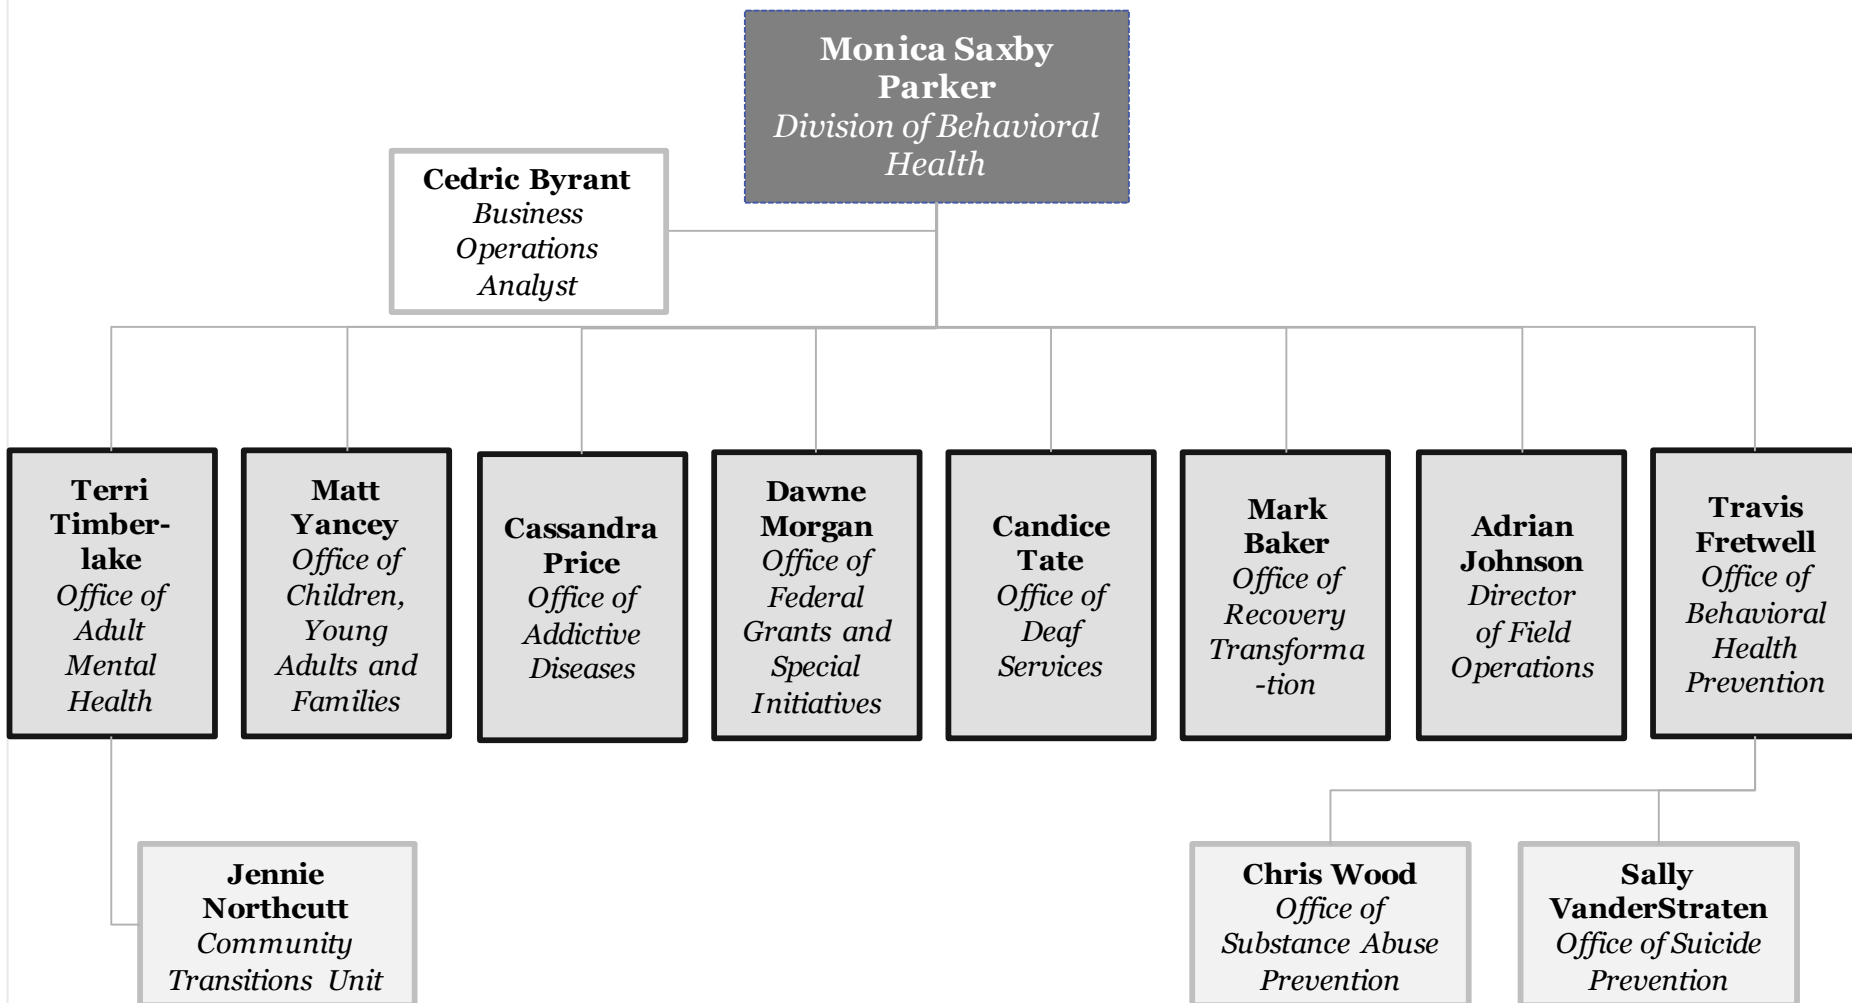 Monica Saxby
Parker
Division of Behavioral
Health
Cedric Byrant
Business
Operations
Analyst
Terri
Timber-
lake
Office of
Adult
Mental
Health
Matt
Yancey
Office of
Children,
Young
Adults and
Families
Cassandra
Price
Office of
Addictive
Diseases
Dawne
Morgan
Office of
Federal
Grants and
Special
Initiatives
Candice
Tate
Office of
Deaf
Services
Mark
Baker
Office of
Recovery
Transforma
-tion
Adrian
Johnson
Director
of Field
Operations
Travis
Fretwell
Office of
Behavioral
Health
Prevention
Jennie
Northcutt
Community
Transitions Unit
Chris Wood
Office of
Substance Abuse
Prevention
Sally
VanderStraten
Office of Suicide
Prevention